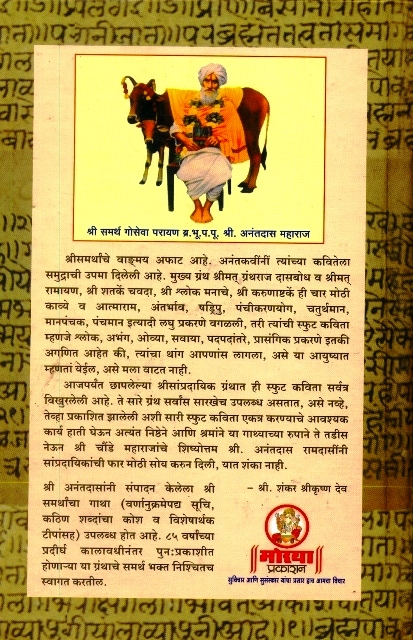 श्री समर्थ गोसेवा परायण ब्र.भू.प.पू. श्री. अनंतदास महाराज
श्रीसमर्थांचे वाङ्मय अफाट आहे. अनंतकवींनीं त्यांच्या कवितेला
समुद्राची उपमा दिलेली आहे. मुख्य ग्रंथ श्रीमत् ग्रंथराज दासबोध व श्रीमत्
रामायण, श्री शतकें चवदा, श्री श्लोक मनाचे, श्री करुणाष्टकें ही चार मोठी
काव्ये व आत्माराम, अंतर्भाव, षड्रिपु, पंचीकरणयोग, चतुर्थमान,
मानपंचक, पंचमान इत्यादी लघु प्रकरणे वगळली, तरी त्यांची स्फुट कविता
म्हणजे श्लोक, अभंग, ओव्या, सवाया, पदपदांतरे, प्रासंगिक प्रकरणे इतकी
अगणित आहेत की, त्यांचा थांग आपणांस लागला, असे या आयुष्यात
म्हणतां येईल, असे मला वाटत नाही.
आजपर्यंत छापलेल्या श्रीसांप्रदायिक ग्रंथात ही स्फुट कविता सर्वत्र
विखुरलेली आहे. ते सारे ग्रंथ सर्वांस सारखेच उपलब्ध असतात, असे नव्हे,
तेव्हा प्रकाशित झालेली अशी सारी स्फुट कविता एकत्र करण्याचे आवश्यक
कार्य हाती घेऊन अत्यंत निष्ठेने आणि श्रमांने या गाथ्याच्या रुपाने ते तडीस
नेऊन श्री चौंडे महाराजांचे शिष्योत्तम श्री. अनंतदास रामदासींनी
सांप्रदायिकांची फार मोठी सोय करुन दिली, यात शंका नाही.
– श्री. शंकर श्रीकृष्ण देव
श्री अनंतदासांनी संपादन केलेला श्री
समर्थांचा गाथा (वर्णानुक्रमेपद्य सूचि,
कठिण शब्दांचा कोश व विशेषार्थक
टीपांसह) उपलब्ध होत आहे. ८५ वर्षांच्या
प्रदीर्घ कालावधीनंतर पुन:प्रकाशीत
होणाऱ्या या ग्रंथाचे समर्थ भक्त निश्चितच
स्वागत करतील.
मोरया
प्रकाशन
सुविचार आणि सुसंस्कार यांचा प्रसार हाच आमचा विचार